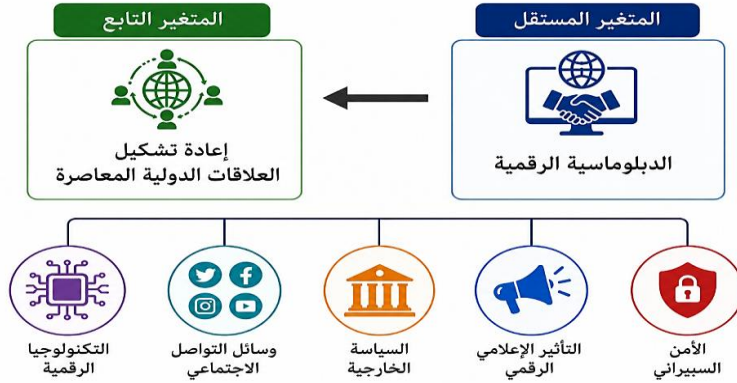 المتغير المستقل
الدبلوماسية الرقمية
المتغير التابع
إعادة تشكيل
العلاقات الدولية المعاصرة
الأمن
السيبراني
التأثير الإعلامي
الرقمي
السياسة
الخارجية
وسائل التواصل
الاجتماعي
التكنولوجيا
الرقمية